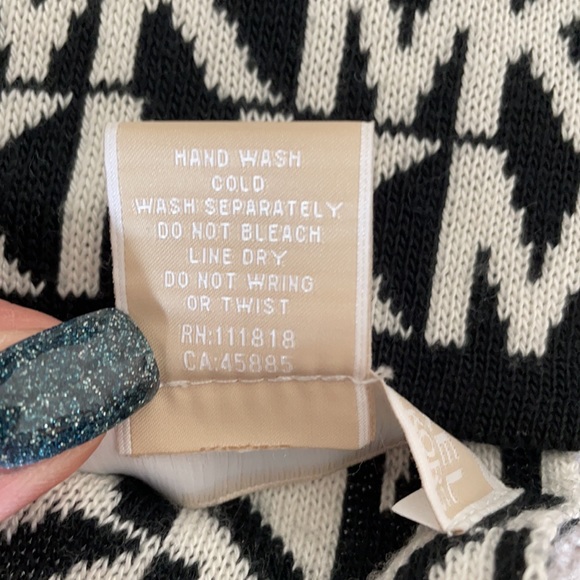 HAND WASH
COLD
WASH SEPARATELY
DO NOT BLEACH
LINE DRY
DO NOT WRING
OR TWIST
RN:111818
CA:45885